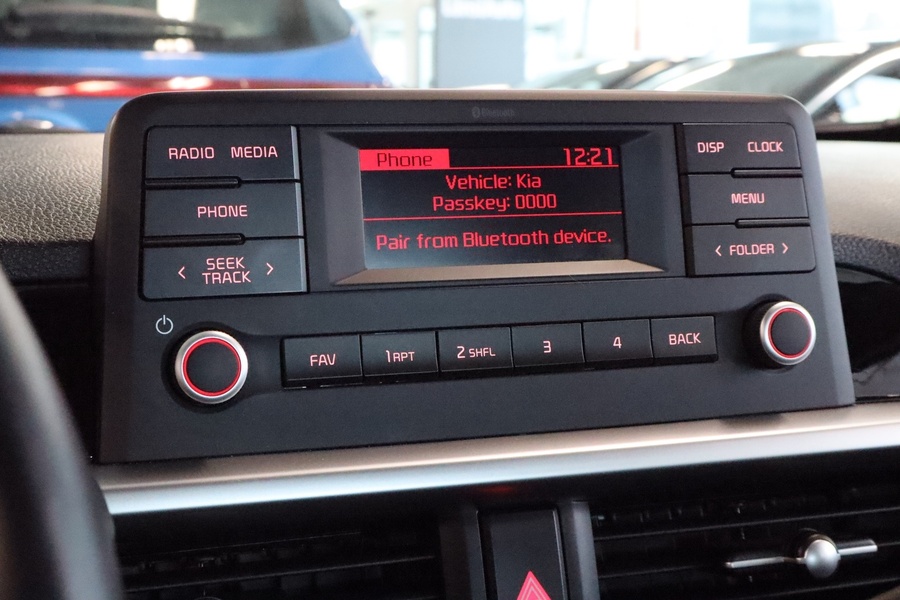 Bluetooth
RADIO MEDIA
PHONE
< SEEK
TRACK >
Phone 12:21
Vehicle: Kia
Passkey: 0000
Pair from Bluetooth device.
DISP CLOCK
MENU
< FOLDER >
FAV 1 RPT 2 SHFL 3 4 BACK